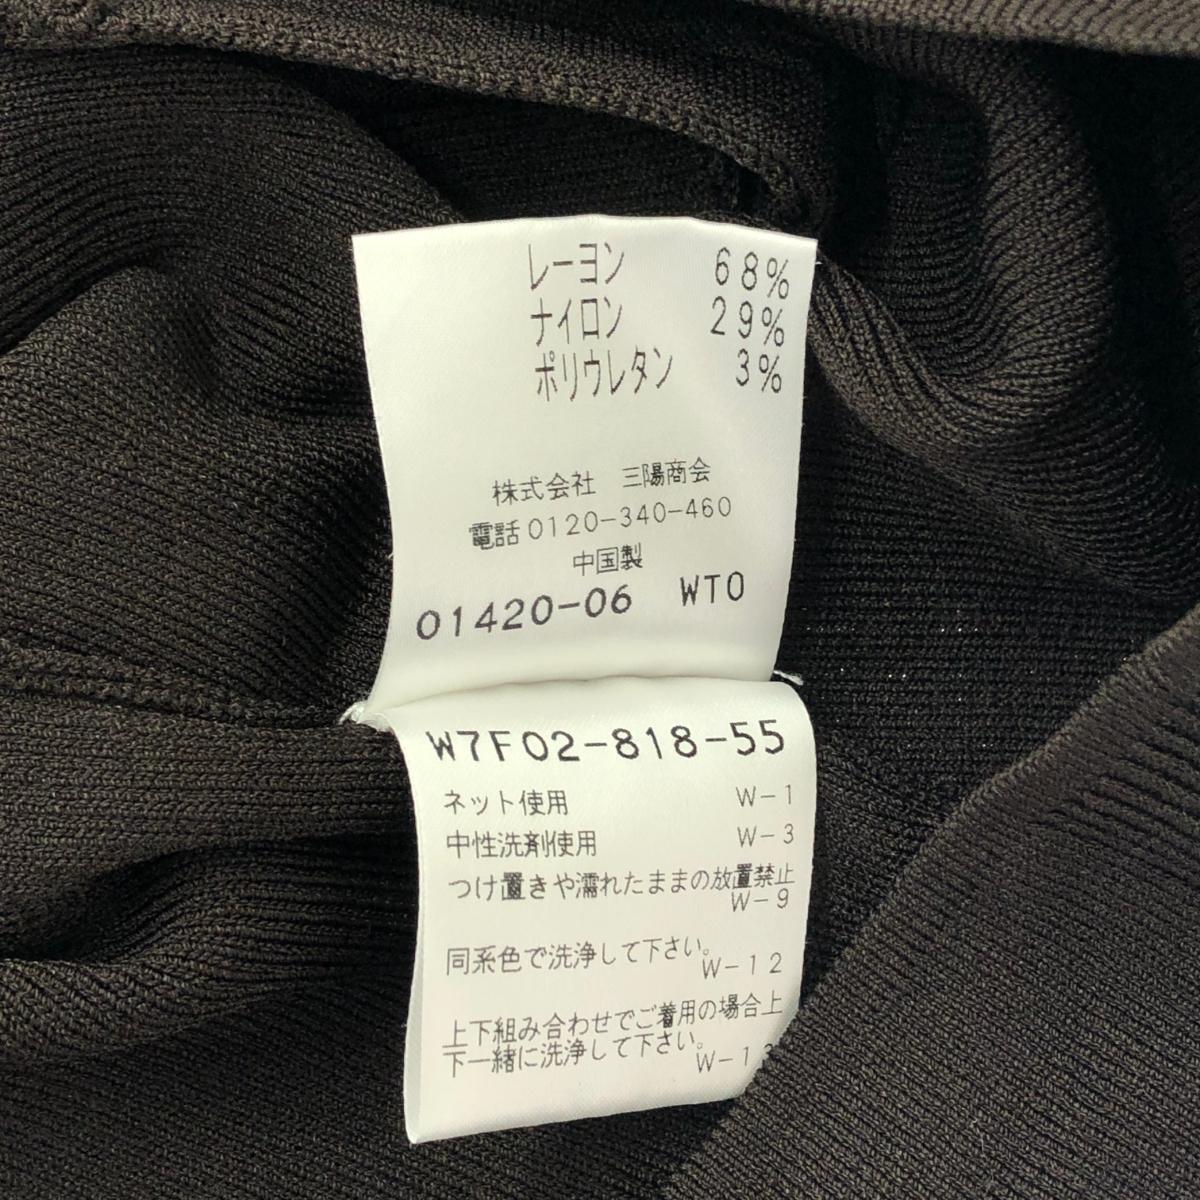 レーヨン 68%
ナイロン 29%
ポリウレタン 3%
株式会社 三陽商会
電話0120-340-460
中国製
01420-06 WT0
W7F02-818-55
ネット使用 W-1
中性洗剤使用 W-3
つけ置きや濡れたままの放置禁止
W-9
同系色で洗浄して下さい。
W-12
上下組み合わせでご着用の場合上
下一緒に洗浄して下さい。